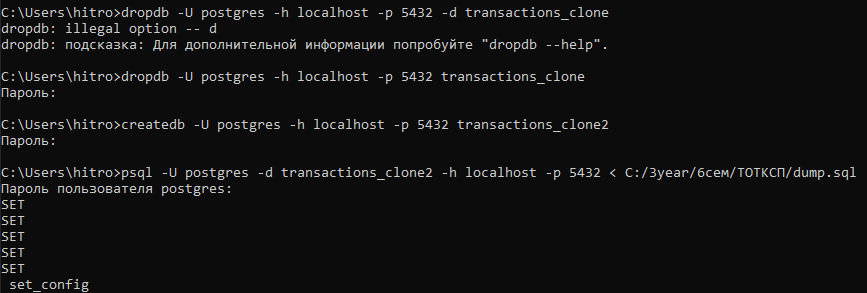 C:\Users\hitro>dropdb -U postgres -h localhost -p 5432 -d transactions_clone
dropdb: illegal option -- d
dropdb: подсказка: Для дополнительной информации попробуйте "dropdb --help".
C:\Users\hitro>dropdb -U postgres -h localhost -p 5432 transactions_clone
Пароль:
C:\Users\hitro>createdb -U postgres -h localhost -p 5432 transactions_clone2
Пароль:
C:\Users\hitro>psql -U postgres -d transactions_clone2 -h localhost -p 5432 < C:/3year/6сем/ТОТКСП/dump.sql
Пароль пользователя postgres:
SET
SET
SET
SET
SET
set_config